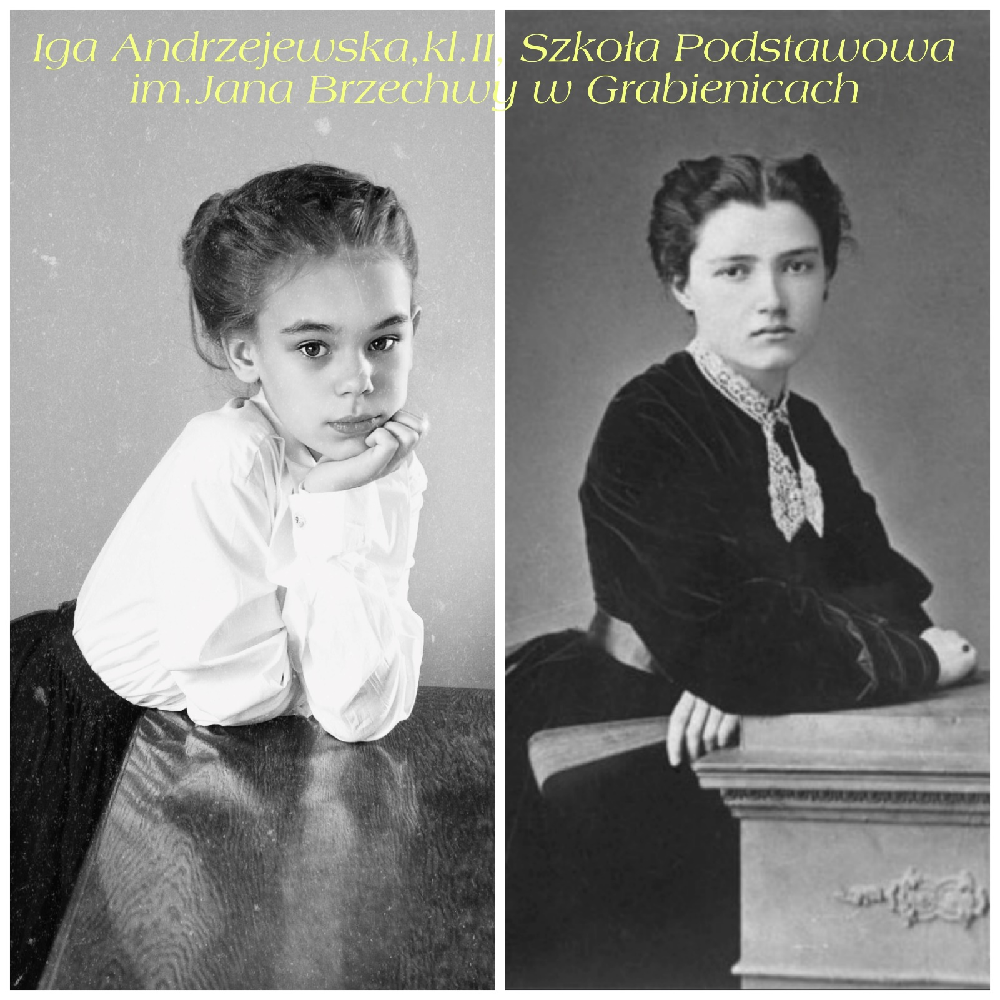 Iga Andrzejewska,kl.II, Szkoła Podstawowa
im.Jana Brzechwy w Grabienicach